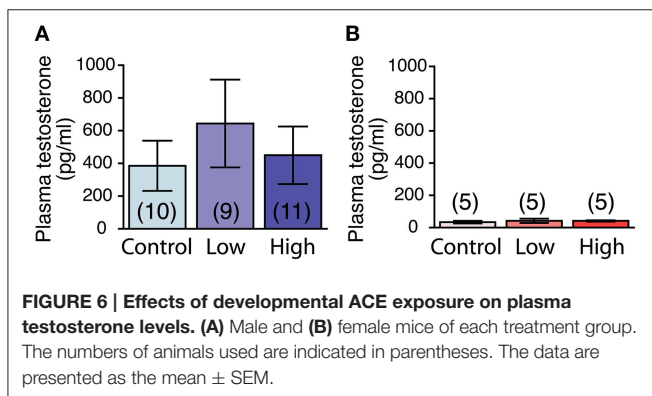 A
Plasma testosterone
(pg/ml)
1000
800
600
400
200
0
(10)
(9)
(11)
Control
Low
High
B
Plasma testosterone
(pg/ml)
1000
800
600
400
200
0
(5)
(5)
(5)
Control
Low
High
FIGURE 6 | Effects of developmental ACE exposure on plasma
testosterone levels. (A) Male and (B) female mice of each treatment group.
The numbers of animals used are indicated in parentheses. The data are
presented as the mean ± SEM.